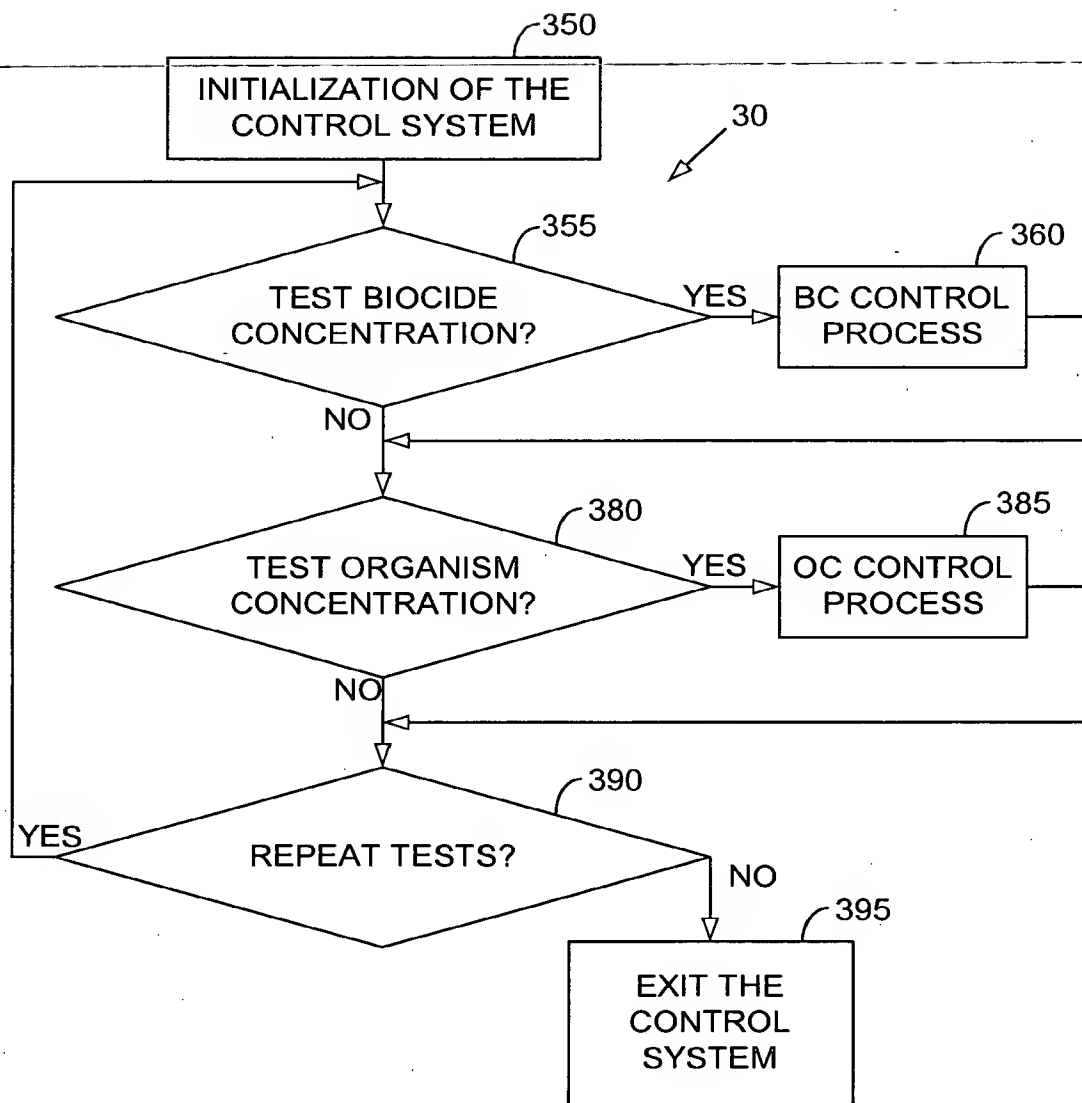 350
INITIALIZATION OF THE
CONTROL SYSTEM
30
355
TEST BIOCIDE
CONCENTRATION?
YES
360
BC CONTROL
PROCESS
NO
380
TEST ORGANISM
CONCENTRATION?
YES
385
OC CONTROL
PROCESS
NO
390
REPEAT TESTS?
YES
NO
395
EXIT THE
CONTROL
SYSTEM